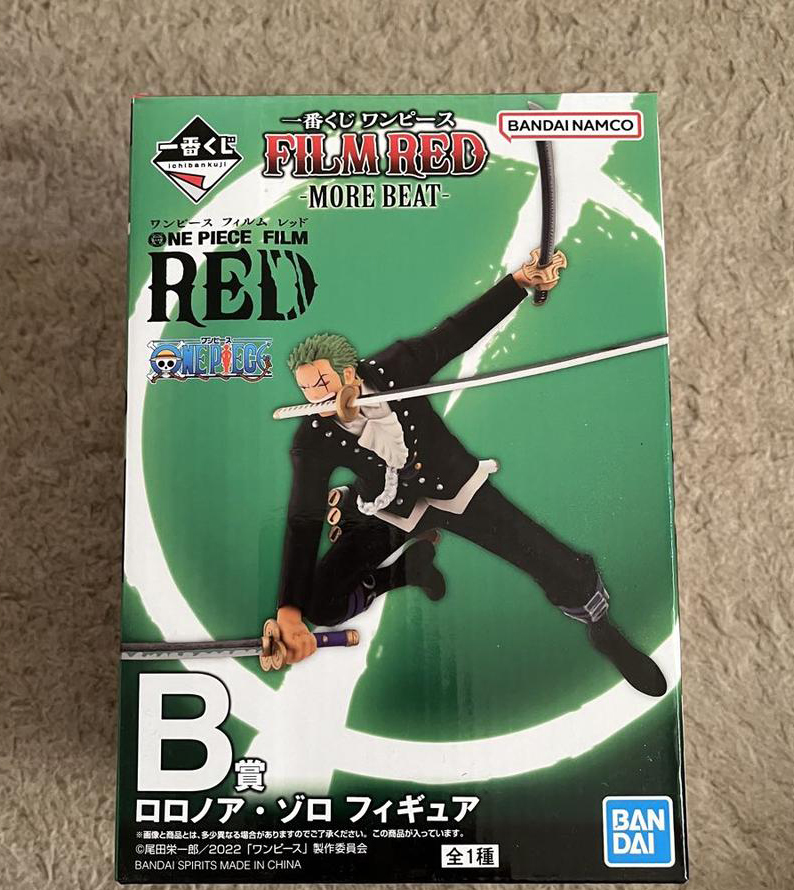 一番くじ
ichibankuji
一番くじ ワンピース
FILM RED
-MORE BEAT-
BANDAI NAMCO
ワンピース フィルム レッド
ONE PIECE FILM
RED
ワンピース
ONE PIECE
B賞
ロロノア・ゾロ フィギュア
※画像と商品とは、多少異なる場合がありますのでご了承ください。 この商品が入っています。
©尾田栄一郎/2022「ワンピース」製作委員会
BANDAI SPIRITS MADE IN CHINA
全1種
BAN
DAI